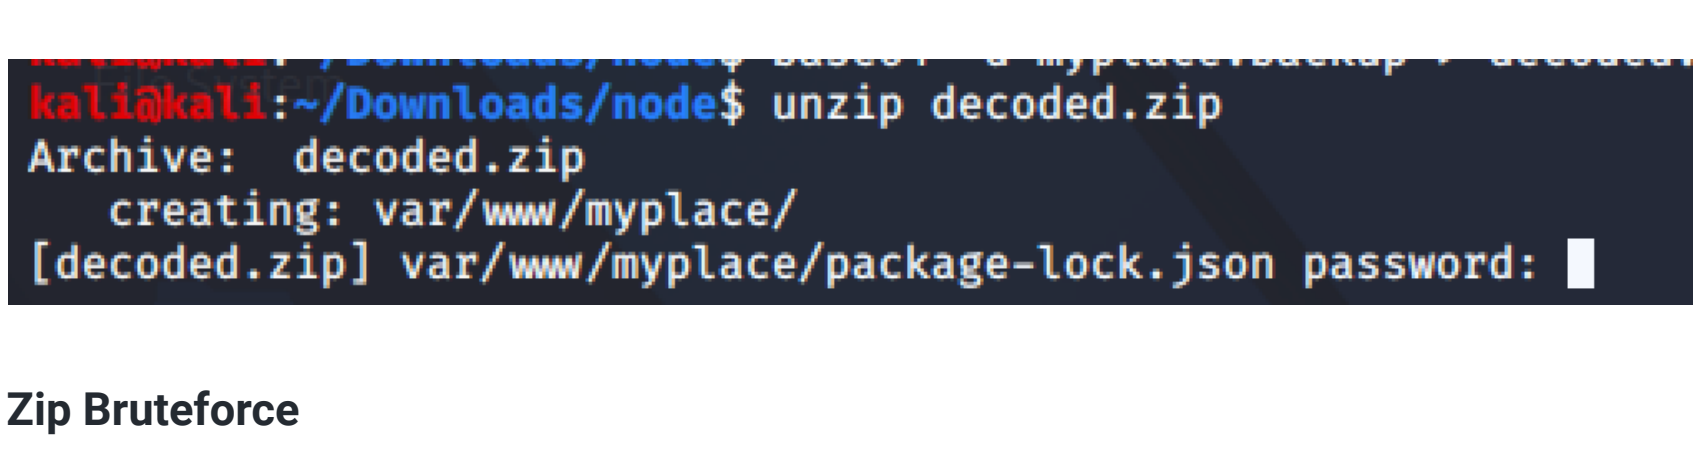 kali@kali:~/Downloads/node$ unzip decoded.zip
Archive:  decoded.zip
   creating: var/www/myplace/
[decoded.zip] var/www/myplace/package-lock.json password:
Zip Bruteforce